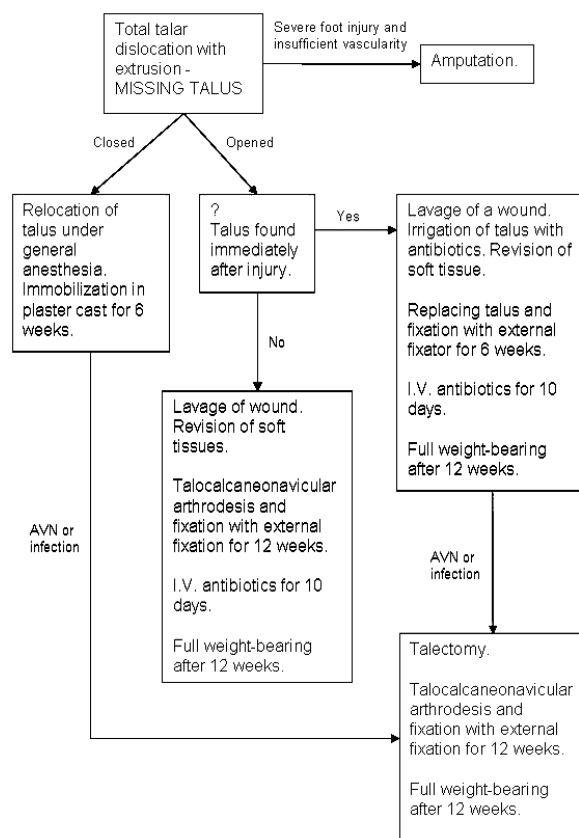 Total talar
dislocation with
extrusion -
MISSING TALUS
Severe foot injury and
insufficient vascularity
Amputation.
Closed
Opened
Relocation of
talus under
general
anesthesia.
Immobilization in
plaster cast for 6
weeks.
?
Talus found
immediately
after injury.
Yes
Lavage of a wound.
Irrigation of talus with
antibiotics. Revision of
soft tissue.
Replacing talus and
fixation with external
fixator for 6 weeks.
I.V. antibiotics for 10
days.
Full weight-bearing
after 12 weeks.
No
Lavage of wound.
Revision of soft
tissues.
Talocalcaneonavicular
arthrodesis and
fixation with external
fixation for 12 weeks.
I.V. antibiotics for 10
days.
Full weight-bearing
after 12 weeks.
AVN or
infection
AVN or
infection
Talectomy.
Talocalcaneonavicular
arthrodesis and
fixation with external
fixation for 12 weeks.
Full weight-bearing
after 12 weeks.